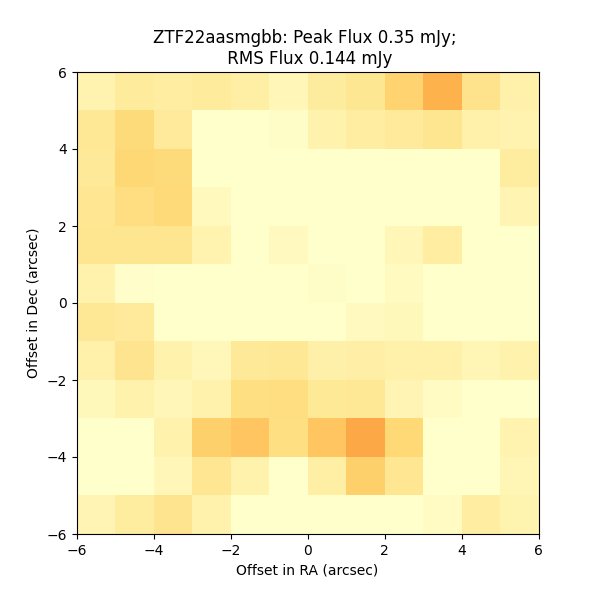 ZTF22aasmgbb: Peak Flux 0.35 mJy;
RMS Flux 0.144 mJy
6
4
2
0
−2
−4
−6
Offset in Dec (arcsec)
−6 −4 −2 0 2 4 6
Offset in RA (arcsec)